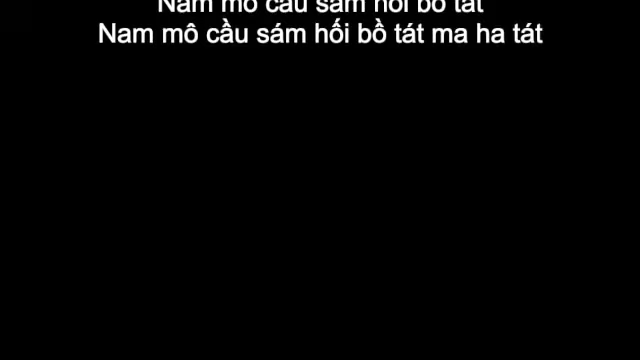 Nam mô cầu sám hối bồ tát
Nam mô cầu sám hối bồ tát ma ha tát